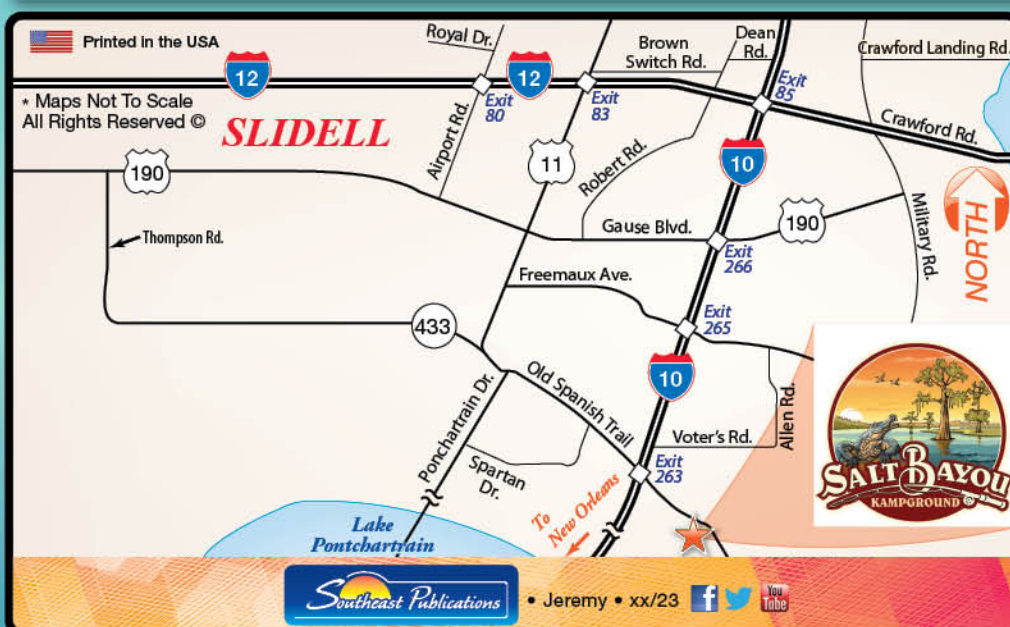 Printed in the USA
* Maps Not To Scale
All Rights Reserved ©
SLIDELL
12
12
Royal Dr.
Airport Rd.
Exit
80
Exit
83
Brown
Switch Rd.
Dean
Rd.
Exit
85
Crawford Landing Rd.
Crawford Rd.
190
11
Robert Rd.
10
Gause Blvd.
190
Military Rd.
NORTH
Thompson Rd.
Exit
266
Freemaux Ave.
433
Exit
265
10
Old Spanish Trail
Ponchartrain Dr.
Spartan
Dr.
Voter's Rd.
Allen Rd.
Exit
263
To
New Orleans
Lake
Pontchartrain
SALT BAYOU
KAMPGROUND
Southeast Publications
• Jeremy • xx/23
f
You
Tube